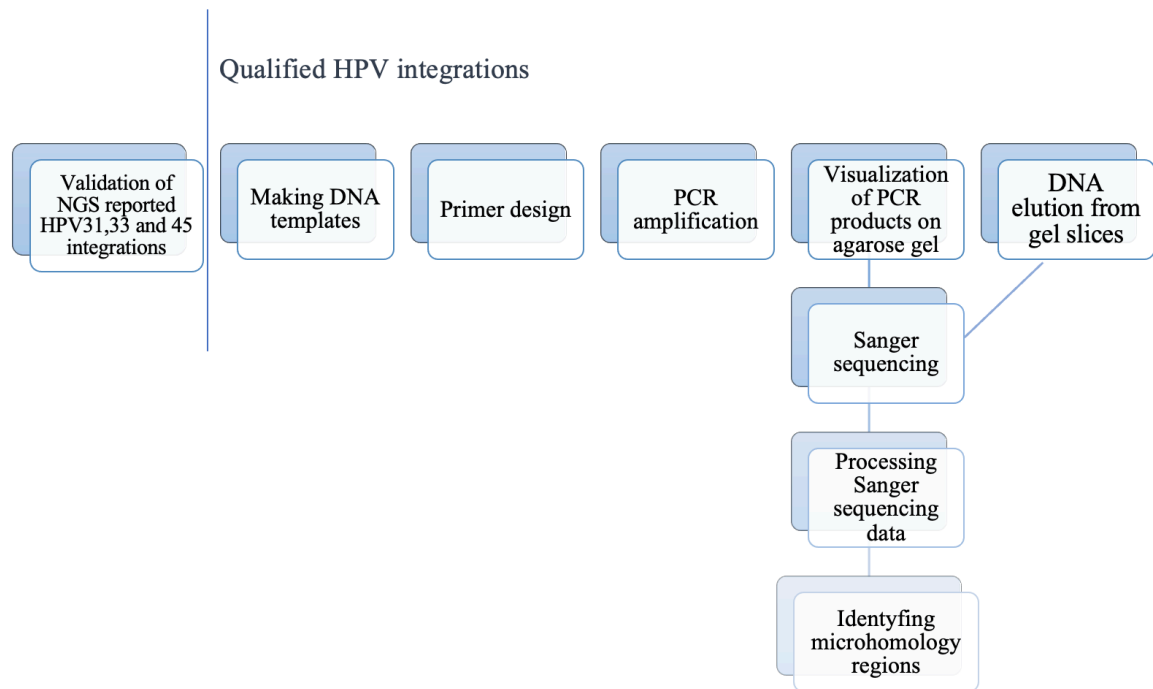 Qualified HPV integrations
Validation of
NGS reported
HPV31,33 and 45
integrations
Making DNA
templates
Primer design
PCR
amplification
Visualization
of PCR
products on
agarose gel
DNA
elution from
gel slices
Sanger
sequencing
Processing
Sanger
sequencing
data
Identyfing
microhomology
regions